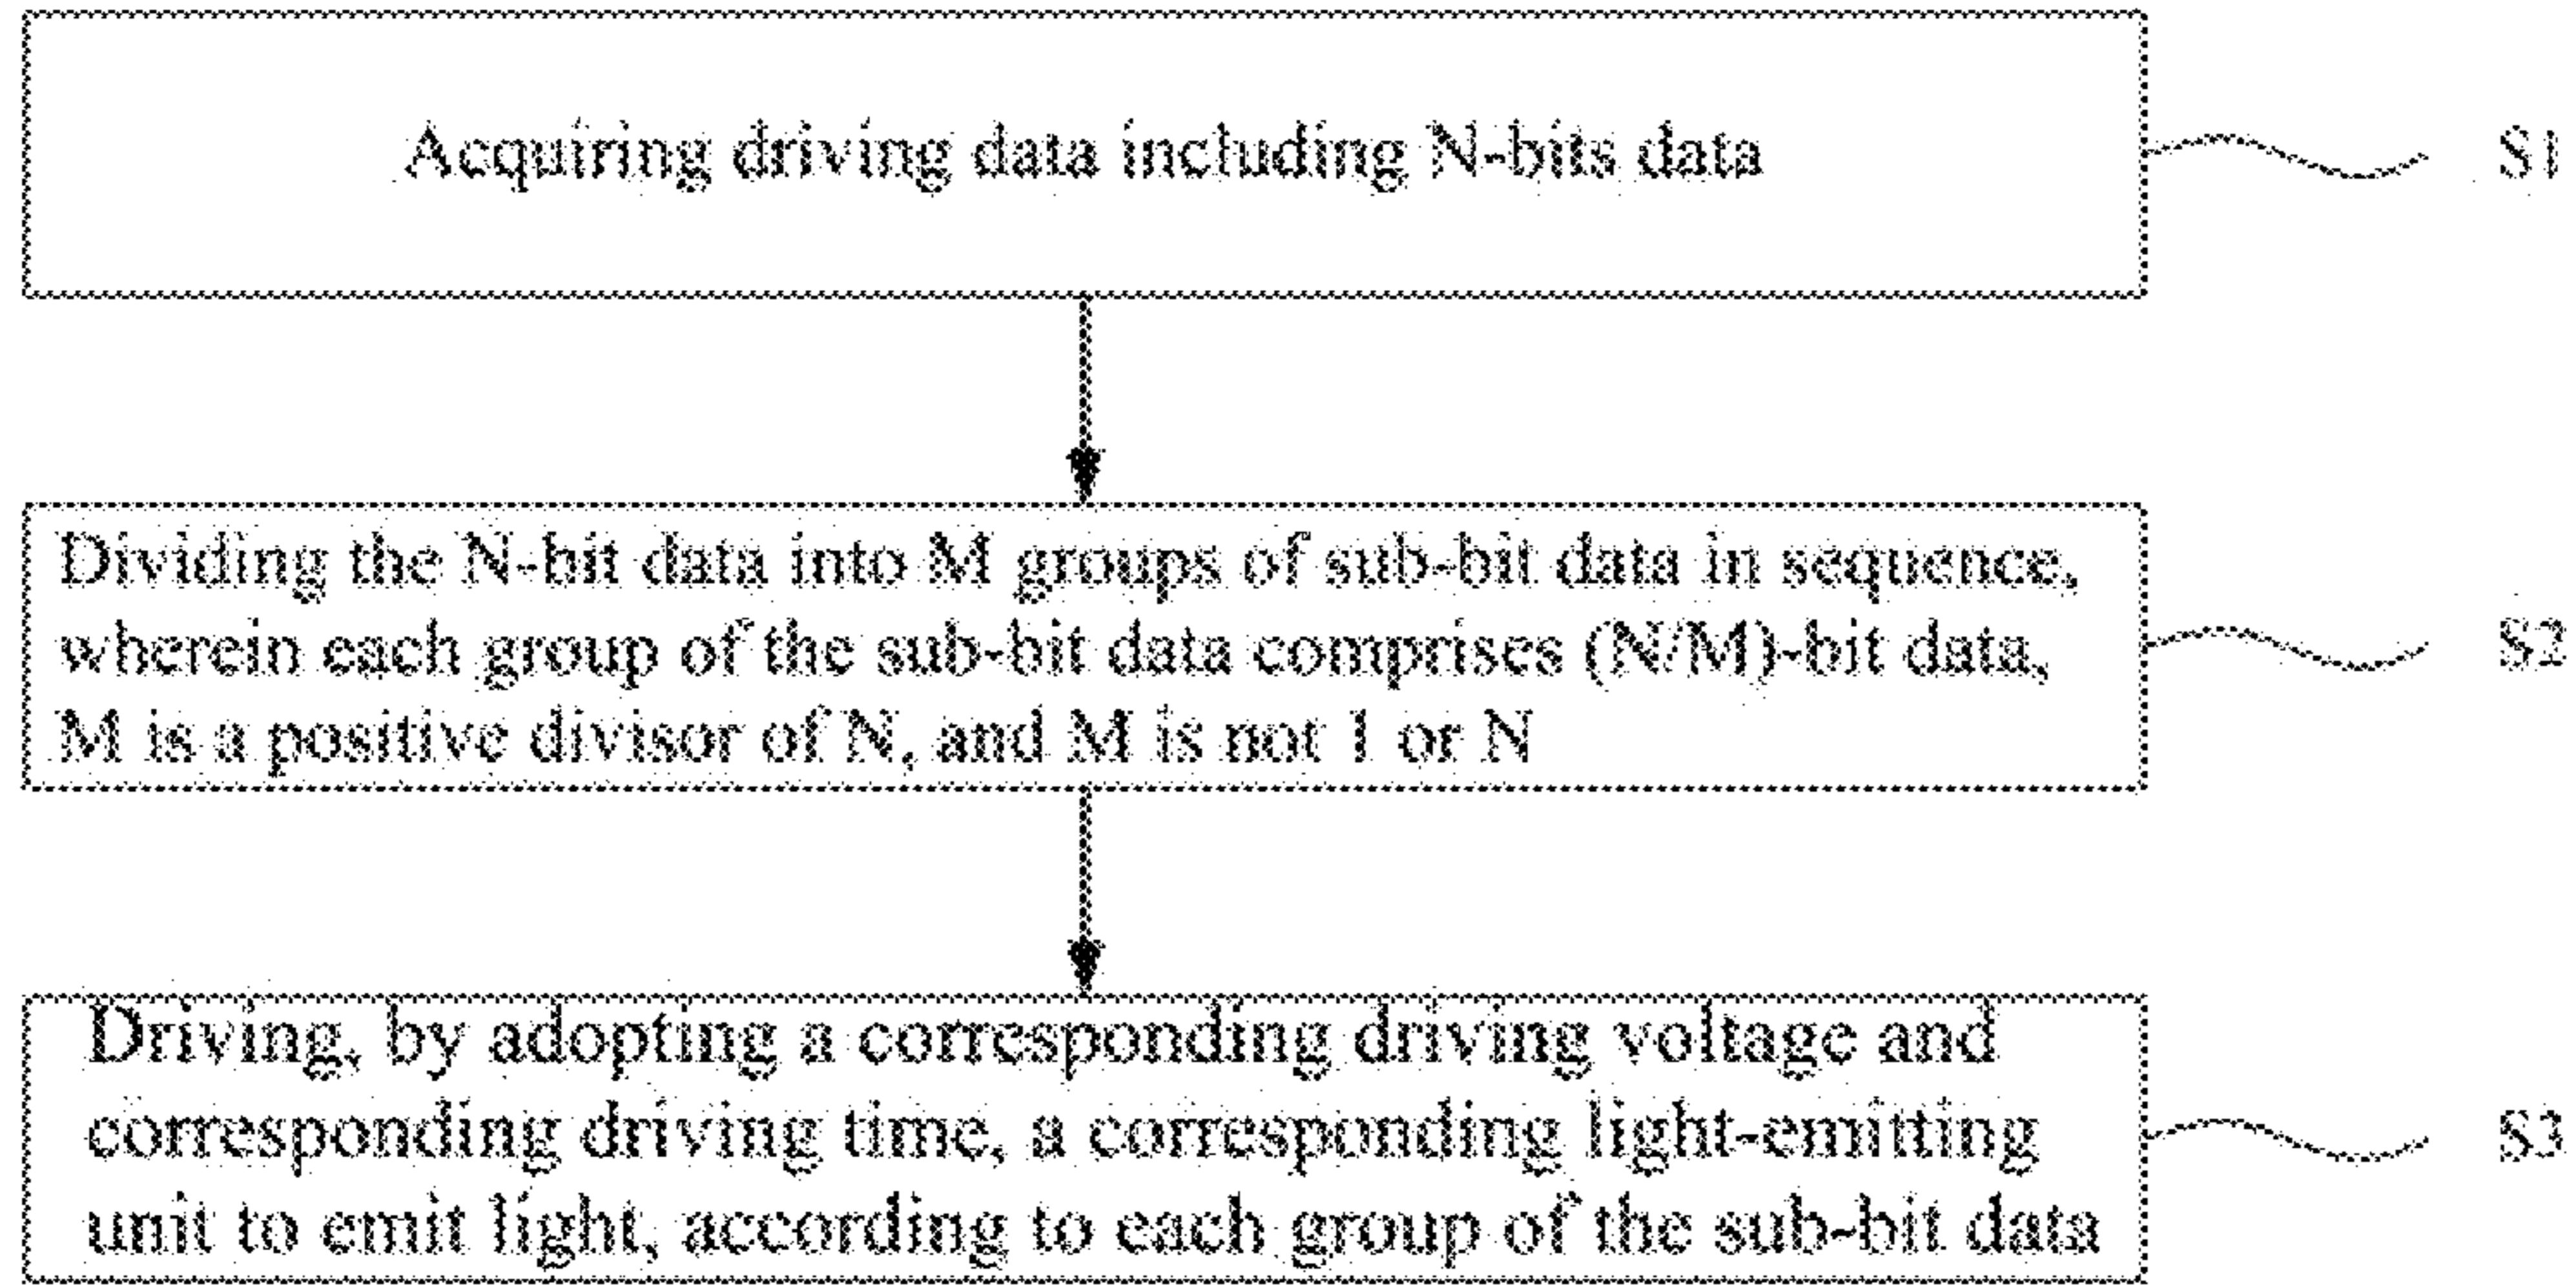 Acquiring driving data including N-bits data
S1
Dividing the N-bit data into M groups of sub-bit data in sequence,
wherein each group of the sub-bit data comprises (N/M)-bit data,
M is a positive divisor of N, and M is not 1 or N
S2
Driving, by adopting a corresponding driving voltage and
corresponding driving time, a corresponding light-emitting
unit to emit light, according to each group of the sub-bit data
S3